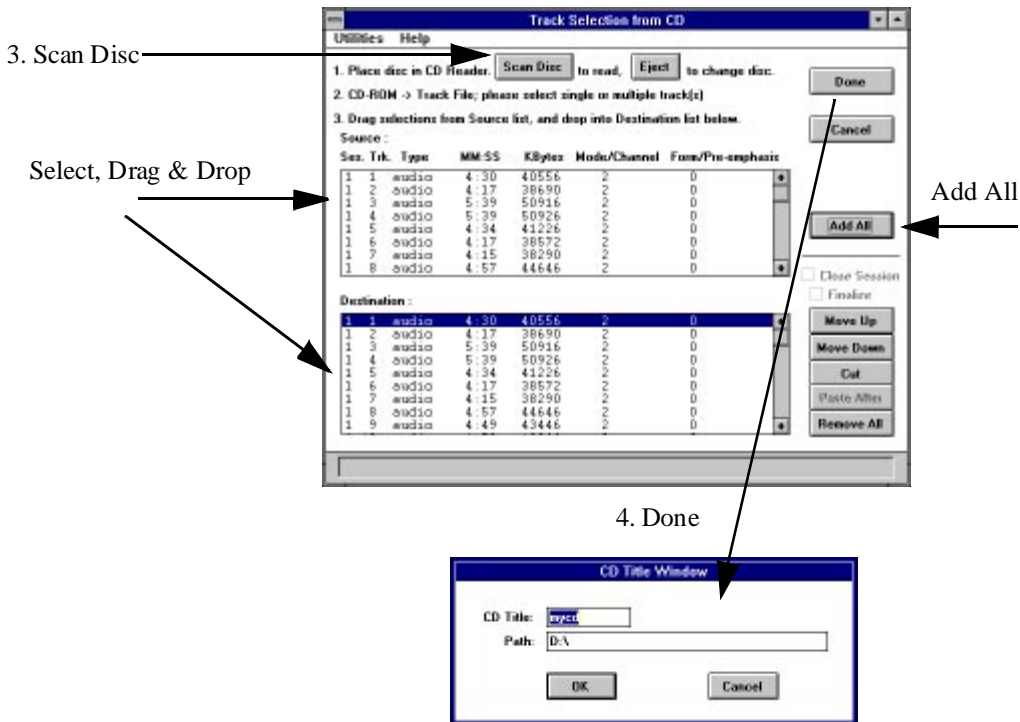 Track Selection from CD
Utilities Help
3. Scan Disc
1. Place disc in CD Reader. Scan Disc to read, Eject to change disc.
Done
2. CD-ROM -> Track File; please select single or multiple track(s)
3. Drag selections from Source list, and drop into Destination list below.
Cancel
Source :
Ses. Trk. Type MM:SS KBytes Mode/Channel Form/Pre-emphasis
Select, Drag & Drop
1 1 audio 4:30 40556 2 0
1 2 audio 4:17 38690 2 0
1 3 audio 5:39 50916 2 0
1 4 audio 5:39 50926 2 0
1 5 audio 4:34 41226 2 0
1 6 audio 4:17 38572 2 0
1 7 audio 4:15 38290 2 0
1 8 audio 4:57 44646 2 0
Add All
Add All
Close Session
Finalize
Destination :
1 1 audio 4:30 40556 2 0
1 2 audio 4:17 38690 2 0
1 3 audio 5:39 50916 2 0
1 4 audio 5:39 50926 2 0
1 5 audio 4:34 41226 2 0
1 6 audio 4:17 38572 2 0
1 7 audio 4:15 38290 2 0
1 8 audio 4:57 44646 2 0
1 9 audio 4:49 43446 2 0
Move Up
Move Down
Cut
Paste After
Remove All
4. Done
CD Title Window
CD Title: mycd
Path: D:\
OK Cancel